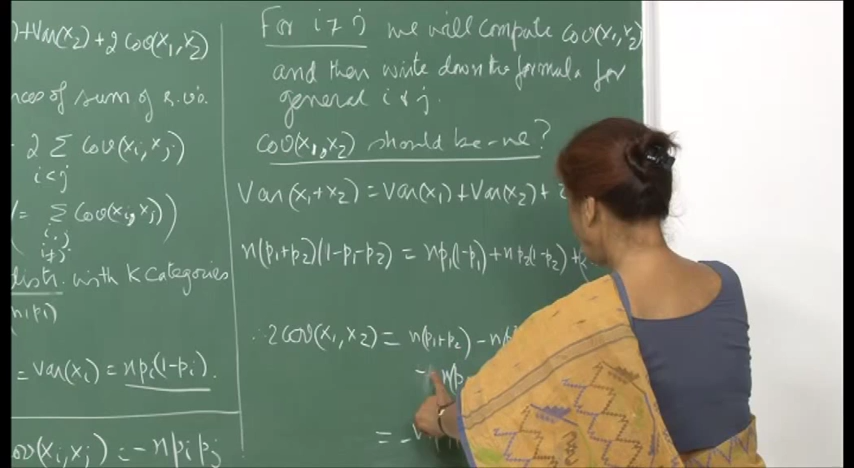 )+Var(x₂)+2 Cov(x₁,x₂)
of sum of r.v's.
2 Σ Cov(xᵢ,xⱼ)
i<j
(= Σ Cov(xᵢ,xⱼ))
i,j
i≠j
distr. with K categories
npᵢ)
= Var(xᵢ) = npᵢ(1-pᵢ).
Cov(xᵢ,xⱼ) = -npᵢpⱼ
For i≠j we will compute Cov(x₁,x₂)
and then write down the formula for
general i & j.
Cov(x₁,x₂) should be -ve?
Var(x₁+x₂) = Var(x₁)+Var(x₂)+2
n(p₁+p₂)(1-p₁-p₂) = np₁(1-p₁)+np₂(1-p₂)+
∴ 2Cov(x₁,x₂) = n(p₁+p₂) - n(p
= -